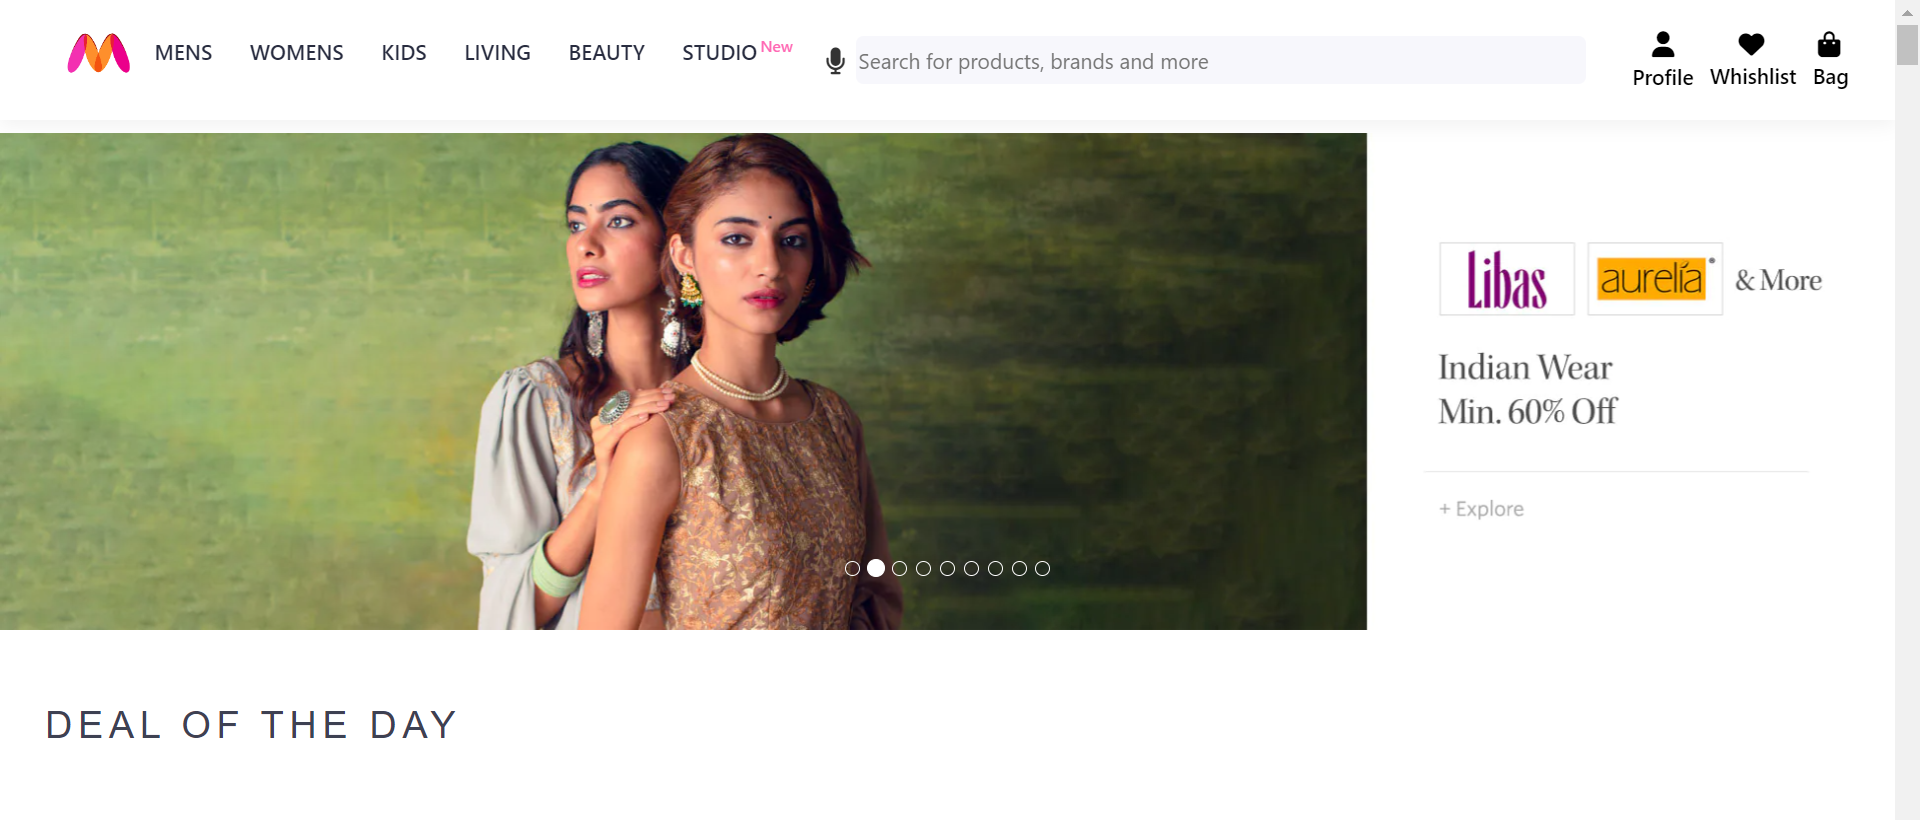 MENS WOMENS KIDS LIVING BEAUTY STUDIO New
Search for products, brands and more
Profile Whishlist Bag
Libas aurelia & More
Indian Wear
Min. 60% Off
+ Explore
DEAL OF THE DAY